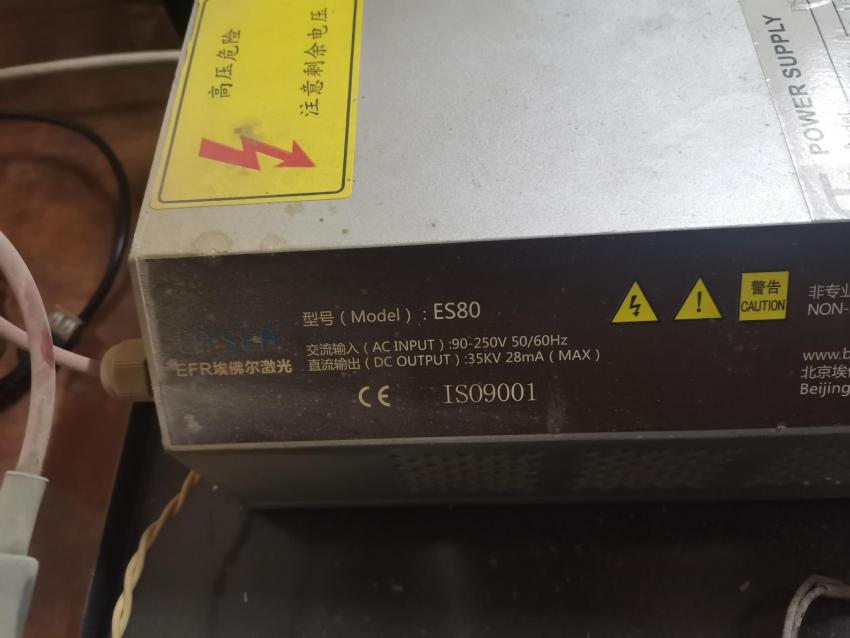 高压危险
注意剩余电压
POWER SUPPLY
型号(Model):ES80
交流输入(AC INPUT):90-250V 50/60Hz
直流输出(DC OUTPUT):35KV 28mA(MAX)
EFR埃佛尔激光
CE ISO9001
!
警告
CAUTION
非专业
NON-
www.b
北京埃
Beijing